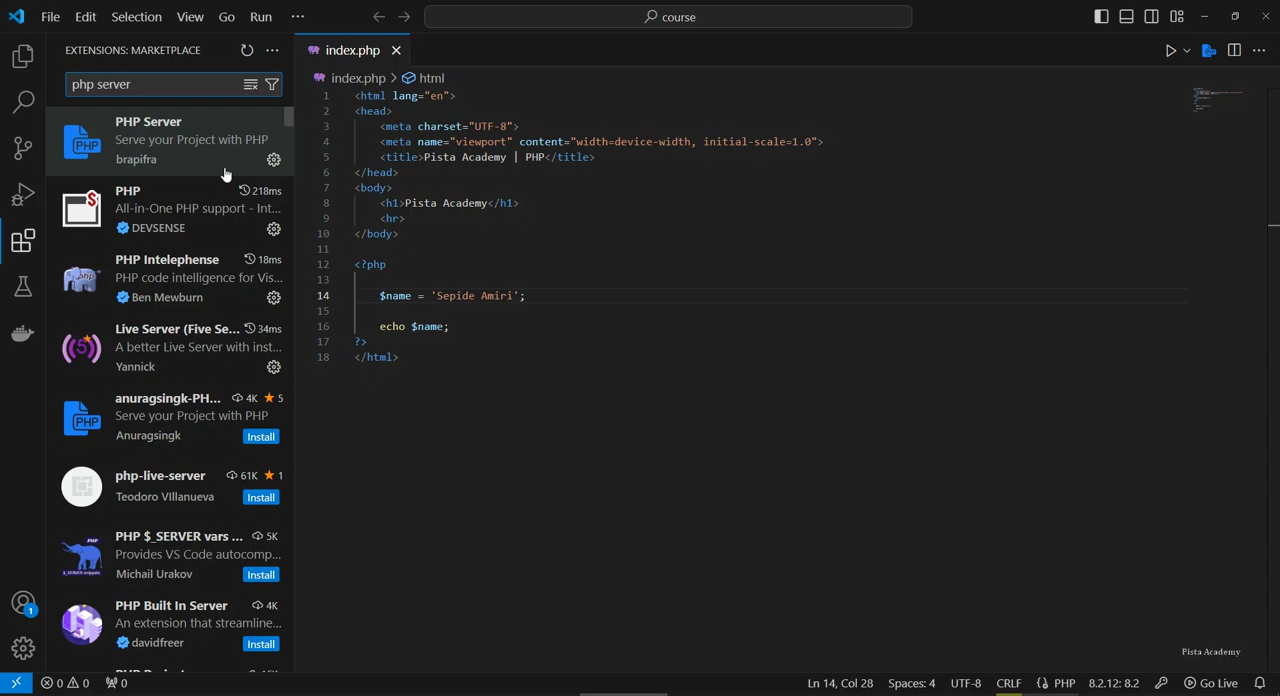 File Edit Selection View Go Run ···
course
EXTENSIONS: MARKETPLACE
php server
PHP Server
Serve your Project with PHP
brapifra
PHP 218ms
All-in-One PHP support - Int...
DEVSENSE
PHP Intelephense 18ms
PHP code intelligence for Vis...
Ben Mewburn
Live Server (Five Se... 34ms
A better Live Server with inst...
Yannick
anuragsingk-PH... 4K 5
Serve your Project with PHP
Anuragsingk Install
php-live-server 61K 1
Teodoro VIllanueva Install
PHP $_SERVER vars ... 5K
Provides VS Code autocomp...
Michail Urakov Install
PHP Built In Server 4K
An extension that streamline...
davidfreer Install
index.php
index.php > html
1 <html lang="en">
2 <head>
3 <meta charset="UTF-8">
4 <meta name="viewport" content="width=device-width, initial-scale=1.0">
5 <title>Pista Academy | PHP</title>
6 </head>
7 <body>
8 <h1>Pista Academy</h1>
9 <hr>
10 </body>
11
12 <?php
13
14 $name = 'Sepide Amiri';
15
16 echo $name;
17 ?>
18 </html>
Pista Academy
1
0 0 0
Ln 14, Col 28 Spaces: 4 UTF-8 CRLF {} PHP 8.2.12: 8.2 Go Live